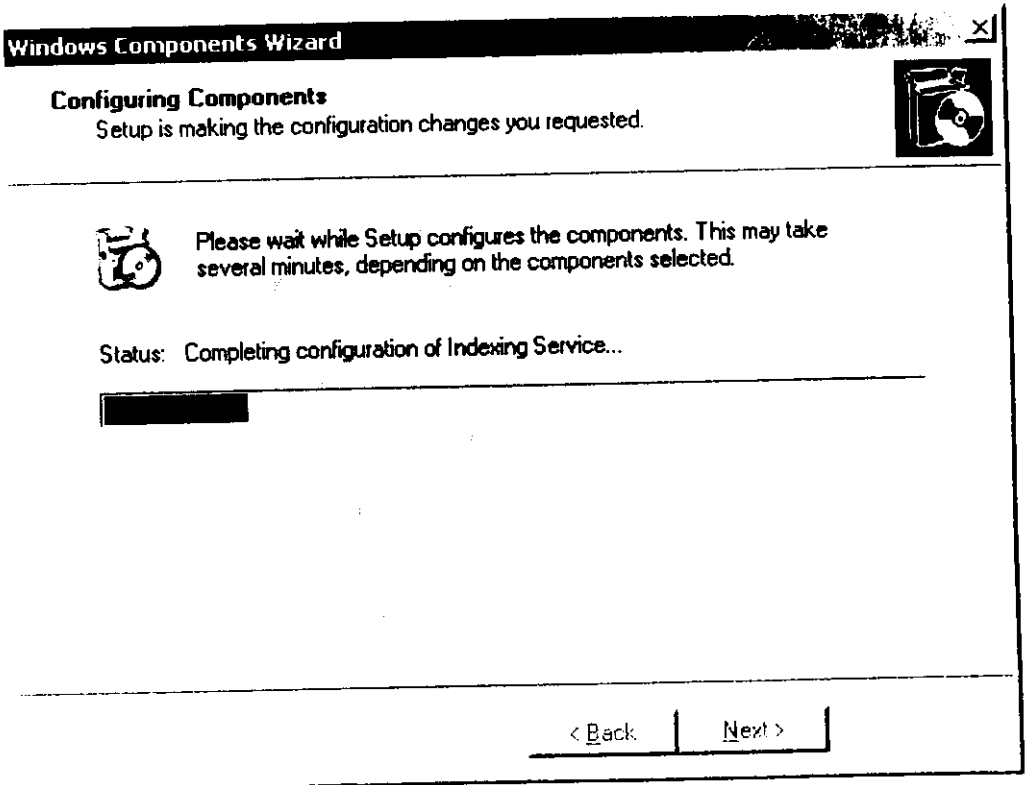 Windows Components Wizard
Configuring Components
Setup is making the configuration changes you requested.
Please wait while Setup configures the components. This may take
several minutes, depending on the components selected.
Status: Completing configuration of Indexing Service...
< Back Next >